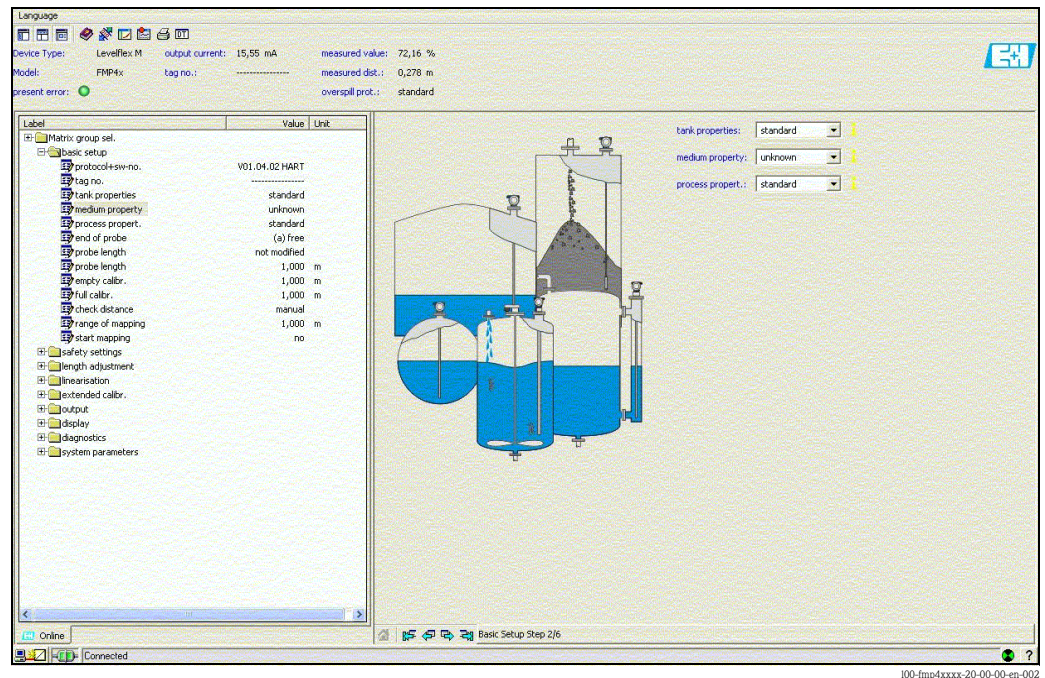 Language
Device Type: Levelflex M output current: 15,55 mA measured value: 72,16 %
Model: FMP4x tag no.: --------------- measured dist.: 0,278 m
present error: overspill prot.: standard
E+H
Label Value Unit
Matrix group sel.
basic setup
protocol+sw-no. V01.04.02 HART
tag no. ---------------
tank properties standard
medium property unknown
process propert. standard
end of probe (a) free
probe length not modified
probe length 1,000 m
empty calibr. 1,000 m
full calibr. 1,000 m
check distance manual
range of mapping 1,000 m
start mapping no
safety settings
length adjustment
linearisation
extended calibr.
output
display
diagnostics
system parameters
tank properties: standard
medium property: unknown
process propert.: standard
Online
Basic Setup Step 2/6
Connected
?
l00-fmp4xxxx-20-00-00-en-002